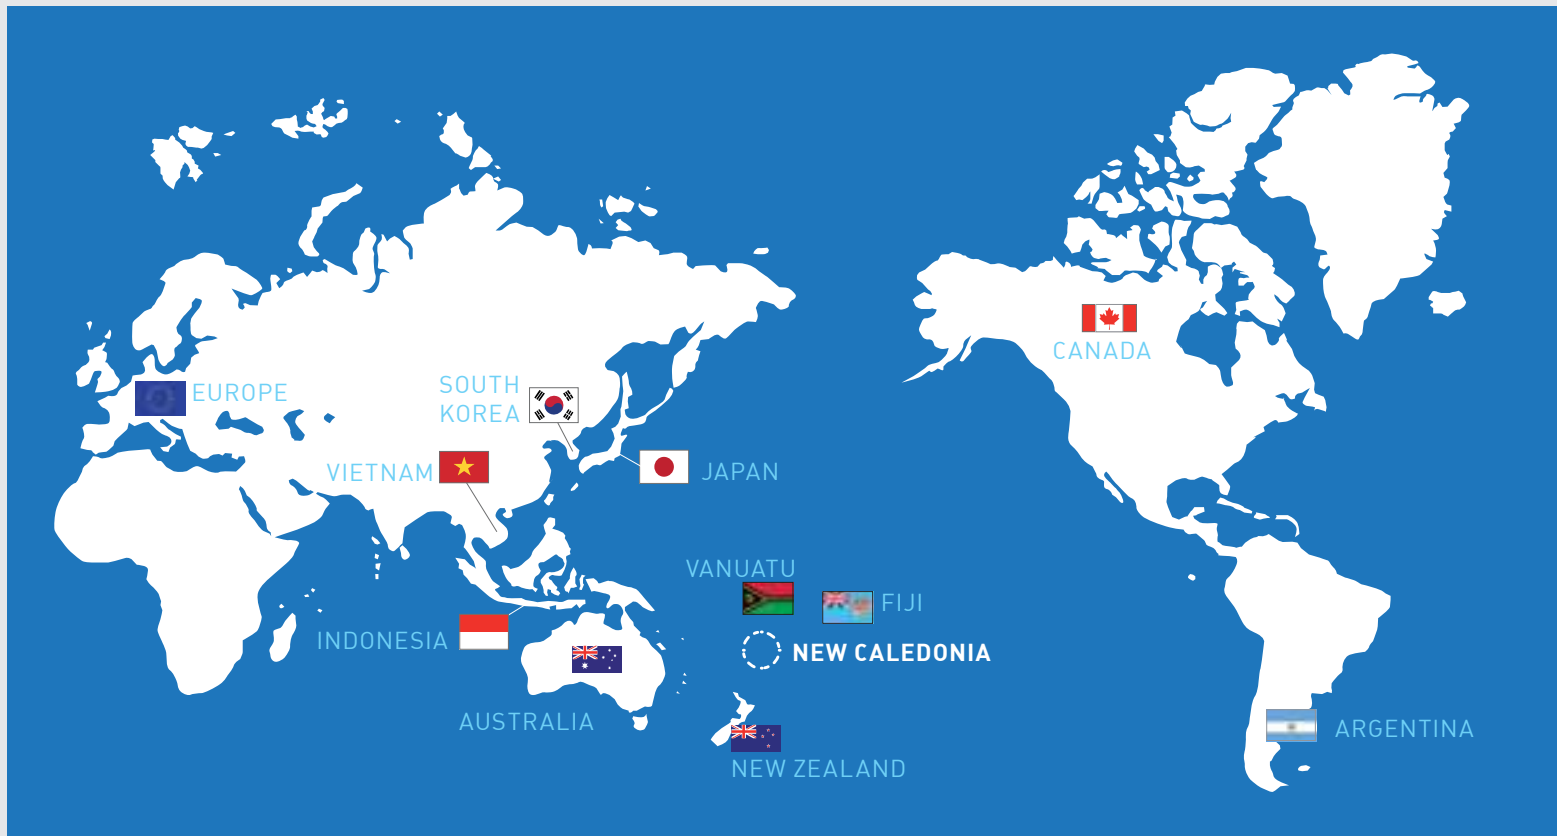 CANADA
EUROPE
SOUTH
KOREA
VIETNAM
JAPAN
VANUATU
FIJI
INDONESIA
NEW CALEDONIA
AUSTRALIA
ARGENTINA
NEW ZEALAND